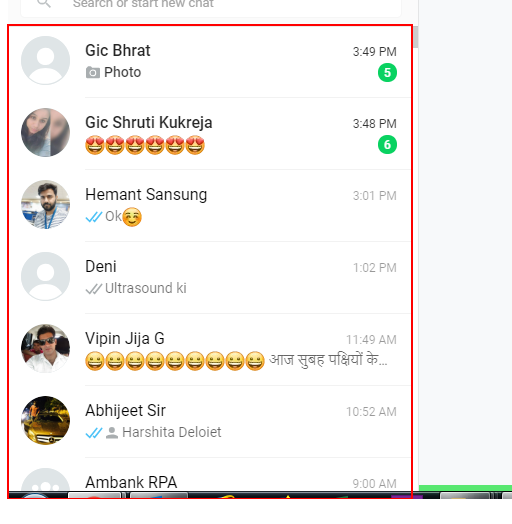 Search or start new chat
Gic Bhrat 3:49 PM
Photo 5
Gic Shruti Kukreja 3:48 PM
😍😍😍😍😍😍 6
Hemant Sansung 3:01 PM
Ok☺️
Deni 1:02 PM
Ultrasound ki
Vipin Jija G 11:49 AM
😀😀😀😀😀😀😀😀😀 आज सुबह पक्षियों के...
Abhijeet Sir 10:52 AM
Harshita Deloiet
Ambank RPA 9:00 AM